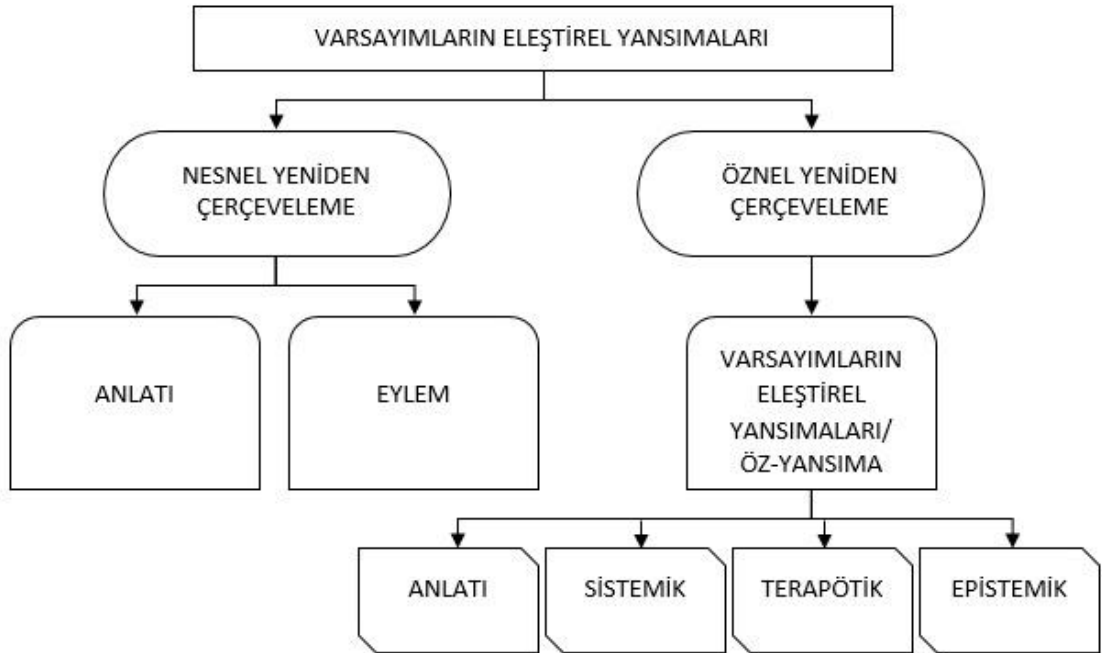 VARSAYIMLARIN ELEŞTİREL YANSIMALARI
NESNEL YENİDEN
ÇERÇEVELEME
ÖZNEL YENİDEN
ÇERÇEVELEME
ANLATI
EYLEM
VARSAYIMLARIN
ELEŞTİREL
YANSIMALARI/
ÖZ-YANSIMA
ANLATI
SİSTEMİK
TERAPÖTİK
EPİSTEMİK